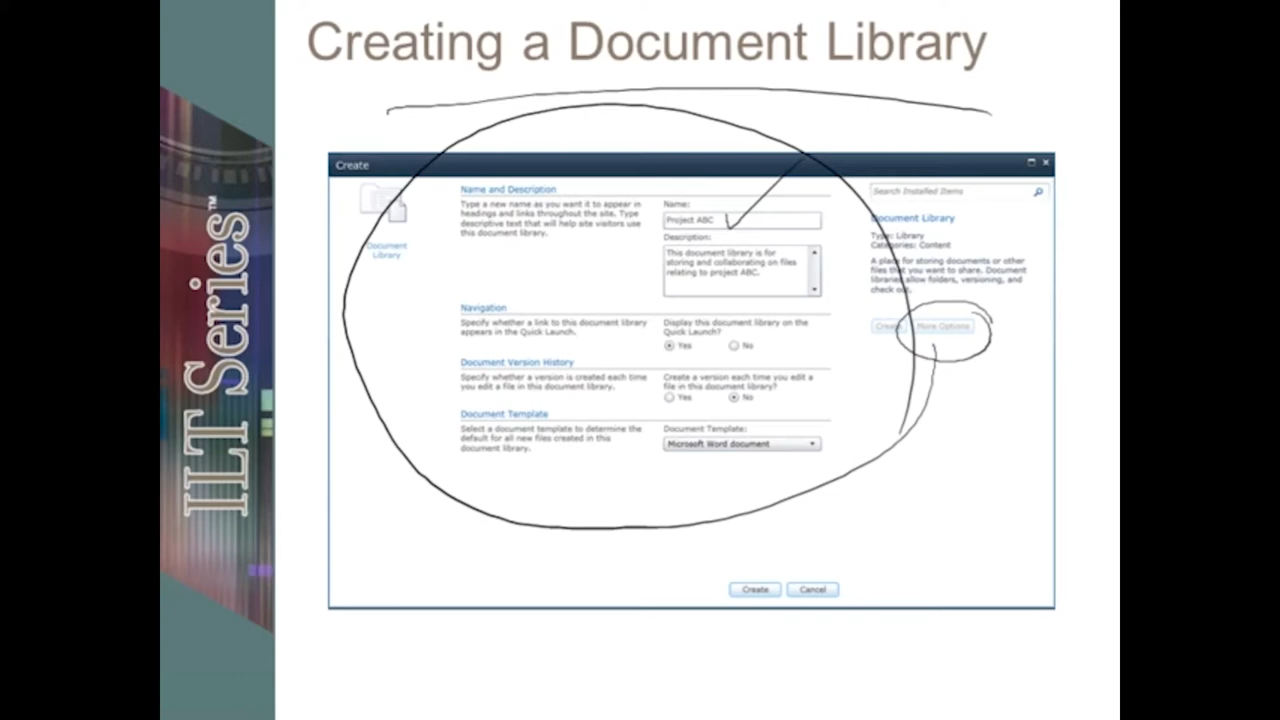 Creating a Document Library
ILT Series™
Create
Document
Library
Name and Description
Type a new name as you want it to appear in
headings and links throughout the site. Type
descriptive text that will help site visitors use
this document library.
Name:
Project ABC
Description:
This document library is for
storing and collaborating on files
relating to project ABC.
Navigation
Specify whether a link to this document library
appears in the Quick Launch.
Display this document library on the
Quick Launch?
Yes No
Document Version History
Specify whether a version is created each time
you edit a file in this document library.
Create a version each time you edit a
file in this document library?
Yes No
Document Template
Select a document template to determine the
default for all new files created in this
document library.
Document Template:
Microsoft Word document
Search Installed Items
Document Library
Type: Library
Categories: Content
A place for storing documents or other
files that you want to share. Document
libraries allow folders, versioning, and
check out.
Create More Options
Create Cancel